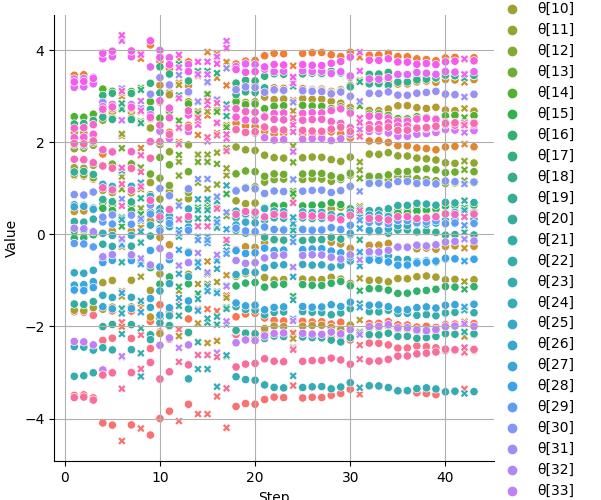 θ[10]
θ[11]
θ[12]
θ[13]
θ[14]
θ[15]
θ[16]
θ[17]
θ[18]
θ[19]
θ[20]
θ[21]
θ[22]
θ[23]
θ[24]
θ[25]
θ[26]
θ[27]
θ[28]
θ[29]
θ[30]
θ[31]
θ[32]
θ[33]
4
2
0
−2
−4
Value
0 10 20 30 40
Step